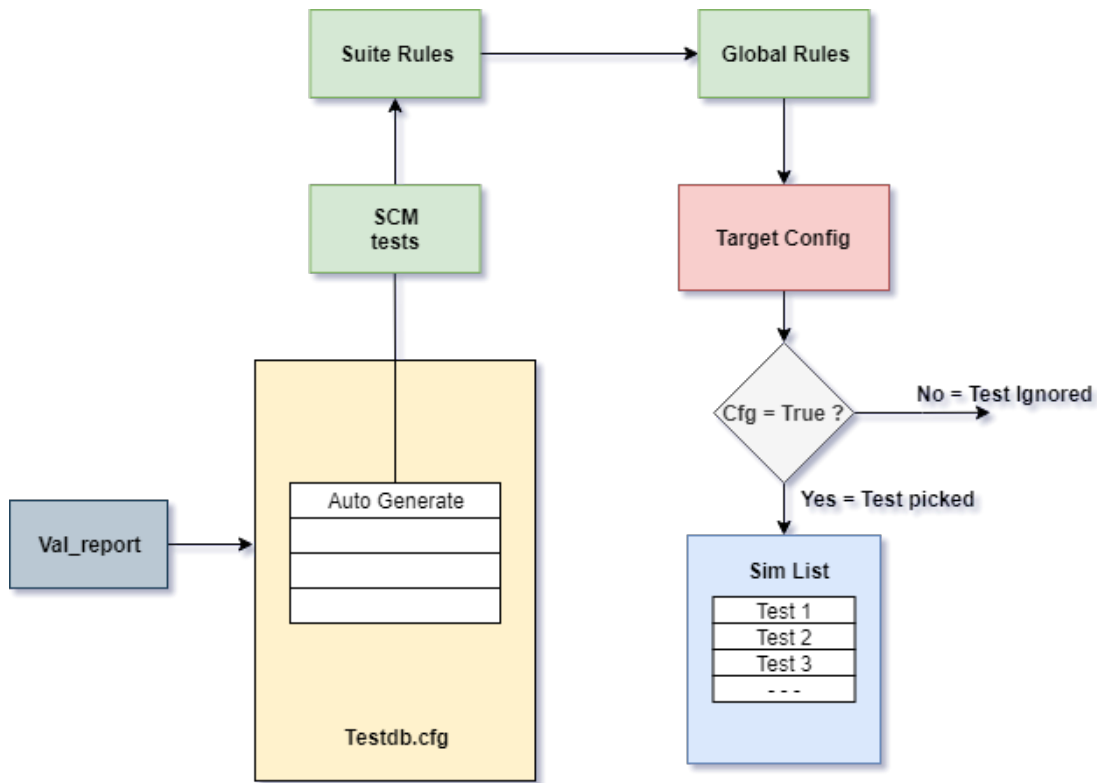 Suite Rules
Global Rules
SCM
tests
Target Config
Cfg = True ?
No = Test Ignored
Yes = Test picked
Val_report
Auto Generate
Testdb.cfg
Sim List
Test 1
Test 2
Test 3
- - -